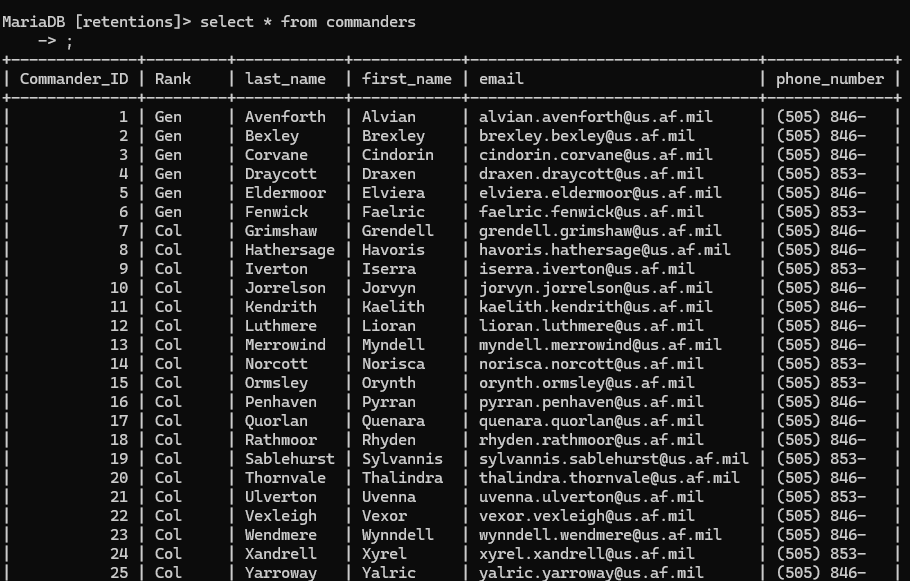 MariaDB [retentions]> select * from commanders
    -> ;
+--------------+---------+------------+------------+--------------------------------+--------------+
| Commander_ID | Rank    | last_name  | first_name | email                          | phone_number |
+--------------+---------+------------+------------+--------------------------------+--------------+
|            1 | Gen     | Avenforth  | Alvian     | alvian.avenforth@us.af.mil     | (505) 846-   |
|            2 | Gen     | Bexley     | Brexley    | brexley.bexley@us.af.mil       | (505) 846-   |
|            3 | Gen     | Corvane    | Cindorin   | cindorin.corvane@us.af.mil     | (505) 846-   |
|            4 | Gen     | Draycott   | Draxen     | draxen.draycott@us.af.mil      | (505) 853-   |
|            5 | Gen     | Eldermoor  | Elviera    | elviera.eldermoor@us.af.mil    | (505) 846-   |
|            6 | Gen     | Fenwick    | Faelric    | faelric.fenwick@us.af.mil      | (505) 853-   |
|            7 | Col     | Grimshaw   | Grendell   | grendell.grimshaw@us.af.mil    | (505) 846-   |
|            8 | Col     | Hathersage | Havoris    | havoris.hathersage@us.af.mil   | (505) 846-   |
|            9 | Col     | Iverton    | Iserra     | iserra.iverton@us.af.mil       | (505) 853-   |
|           10 | Col     | Jorrelson  | Jorvyn     | jorvyn.jorrelson@us.af.mil     | (505) 846-   |
|           11 | Col     | Kendrith   | Kaelith    | kaelith.kendrith@us.af.mil     | (505) 846-   |
|           12 | Col     | Luthmere   | Lioran     | lioran.luthmere@us.af.mil      | (505) 846-   |
|           13 | Col     | Merrowind  | Myndell    | myndell.merrowind@us.af.mil    | (505) 846-   |
|           14 | Col     | Norcott    | Norisca    | norisca.norcott@us.af.mil      | (505) 853-   |
|           15 | Col     | Ormsley    | Orynth     | orynth.ormsley@us.af.mil       | (505) 853-   |
|           16 | Col     | Penhaven   | Pyrran     | pyrran.penhaven@us.af.mil      | (505) 846-   |
|           17 | Col     | Quorlan    | Quenara    | quenara.quorlan@us.af.mil      | (505) 846-   |
|           18 | Col     | Rathmoor   | Rhyden     | rhyden.rathmoor@us.af.mil      | (505) 846-   |
|           19 | Col     | Sablehurst | Sylvannis  | sylvannis.sablehurst@us.af.mil | (505) 853-   |
|           20 | Col     | Thornvale  | Thalindra  | thalindra.thornvale@us.af.mil  | (505) 846-   |
|           21 | Col     | Ulverton   | Uvenna     | uvenna.ulverton@us.af.mil      | (505) 853-   |
|           22 | Col     | Vexleigh   | Vexor      | vexor.vexleigh@us.af.mil       | (505) 846-   |
|           23 | Col     | Wendmere   | Wynndell   | wynndell.wendmere@us.af.mil    | (505) 846-   |
|           24 | Col     | Xandrell   | Xyrel      | xyrel.xandrell@us.af.mil       | (505) 853-   |
|           25 | Col     | Yarroway   | Yalric     | yalric.yarroway@us.af.mil      | (505) 846-   |